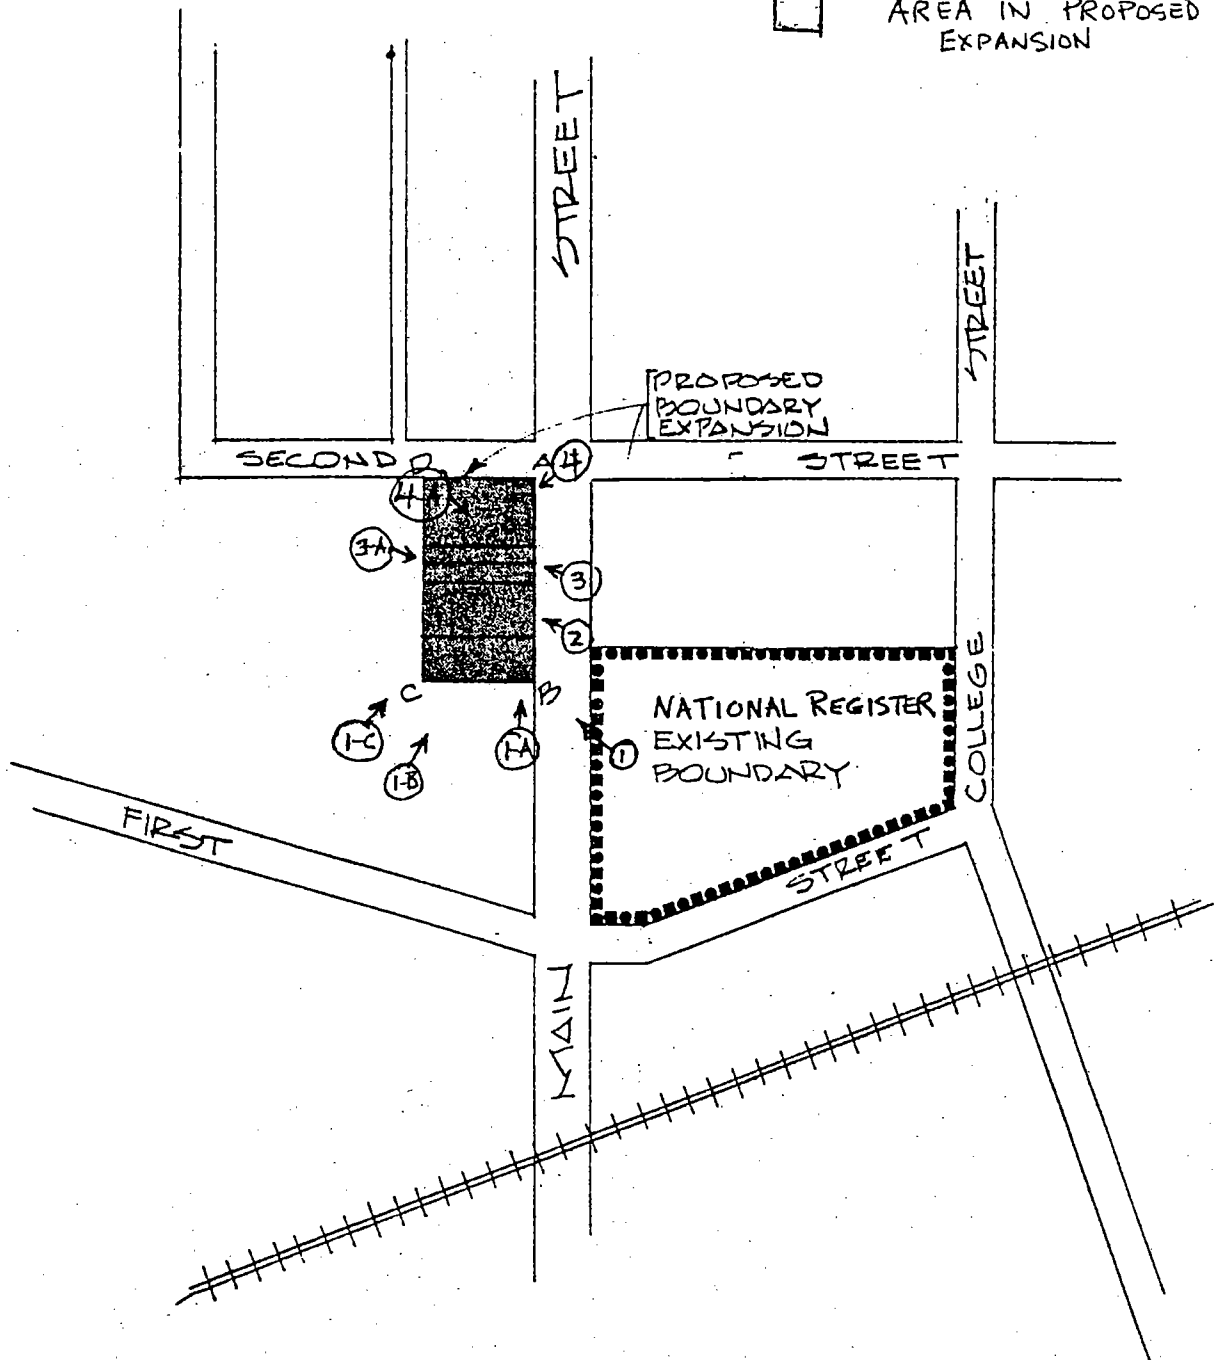 AREA IN PROPOSED
EXPANSION
STREET
STREET
PROPOSED
BOUNDARY
EXPANSION
SECOND
D
A
4
STREET
4-A
3-A
3
2
C
B
1-C
1-B
1-A
1
NATIONAL REGISTER
EXISTING
BOUNDARY
COLLEGE
FIRST
STREET
MAIN